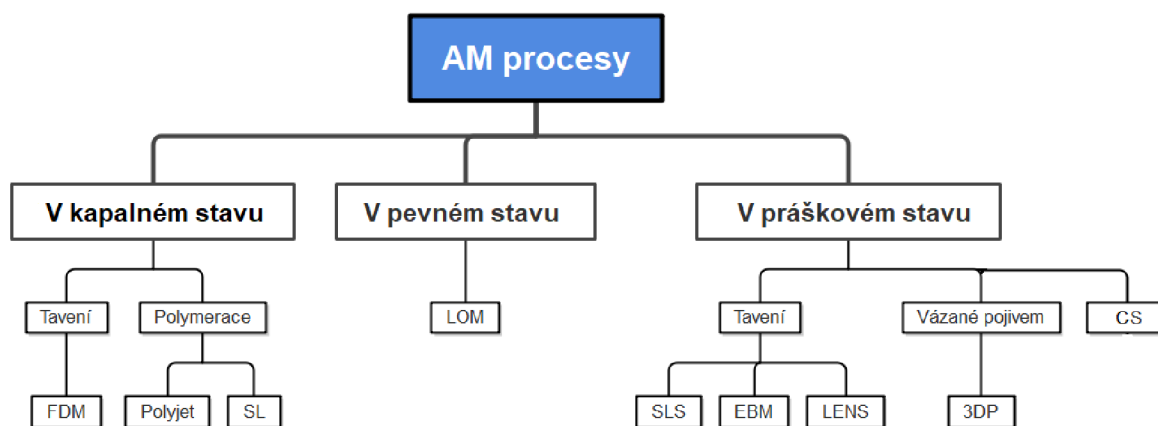 AM procesy
V kapalném stavu
V pevném stavu
V práškovém stavu
Tavení
Polymerace
LOM
Tavení
Vázané pojivem
CS
FDM
Polyjet
SL
SLS
EBM
LENS
3DP